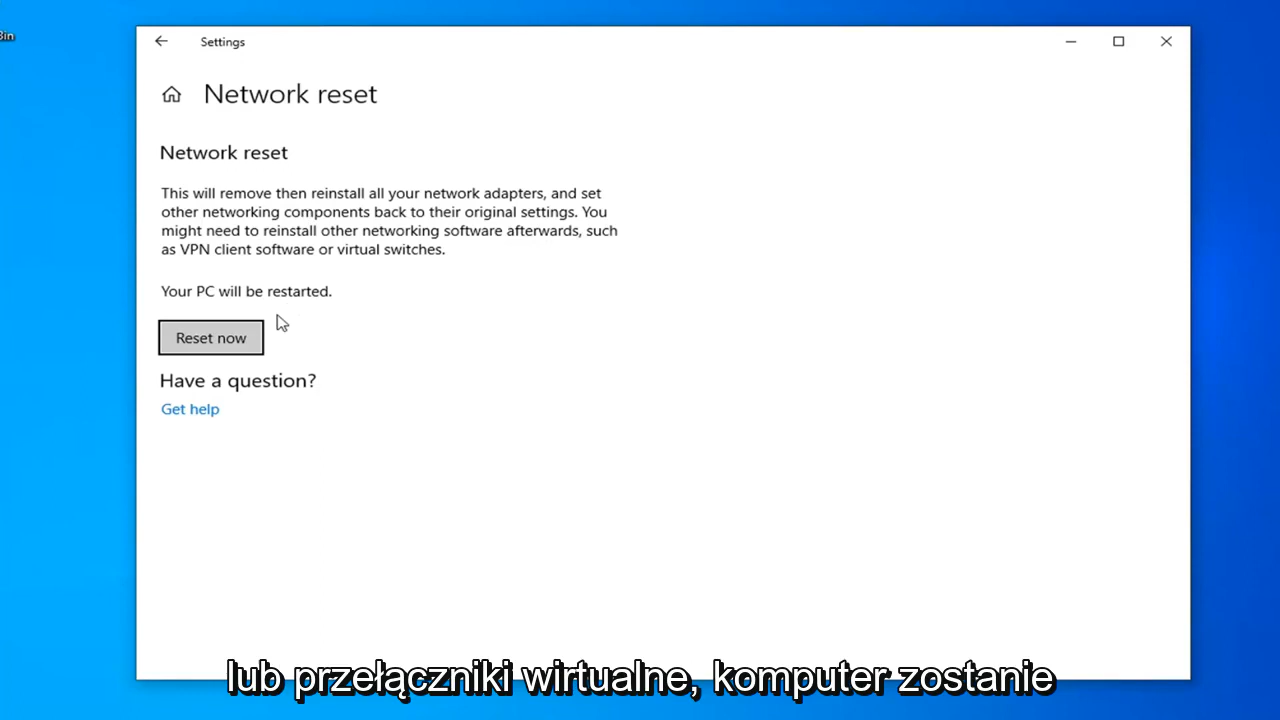 Bin
Settings
Network reset
Network reset
This will remove then reinstall all your network adapters, and set
other networking components back to their original settings. You
might need to reinstall other networking software afterwards, such
as VPN client software or virtual switches.
Your PC will be restarted.
Reset now
Have a question?
Get help
lub przełączniki wirtualne, komputer zostanie